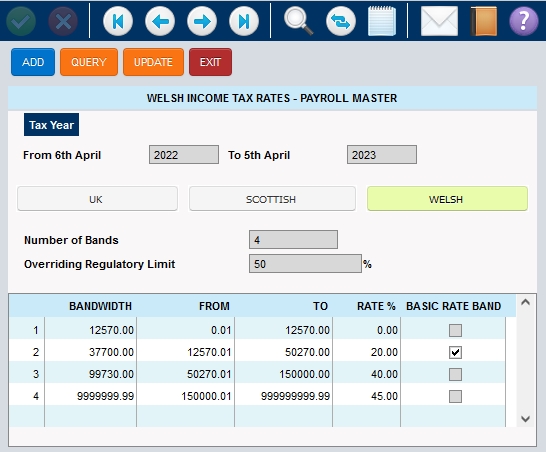 ?
ADD QUERY UPDATE EXIT
WELSH INCOME TAX RATES - PAYROLL MASTER
Tax Year
From 6th April 2022 To 5th April 2023
UK SCOTTISH WELSH
Number of Bands 4
Overriding Regulatory Limit 50 %
BANDWIDTH FROM TO RATE % BASIC RATE BAND
1 12570.00 0.01 12570.00 0.00
2 37700.00 12570.01 50270.00 20.00
3 99730.00 50270.01 150000.00 40.00
4 9999999.99 150000.01 999999999.99 45.00